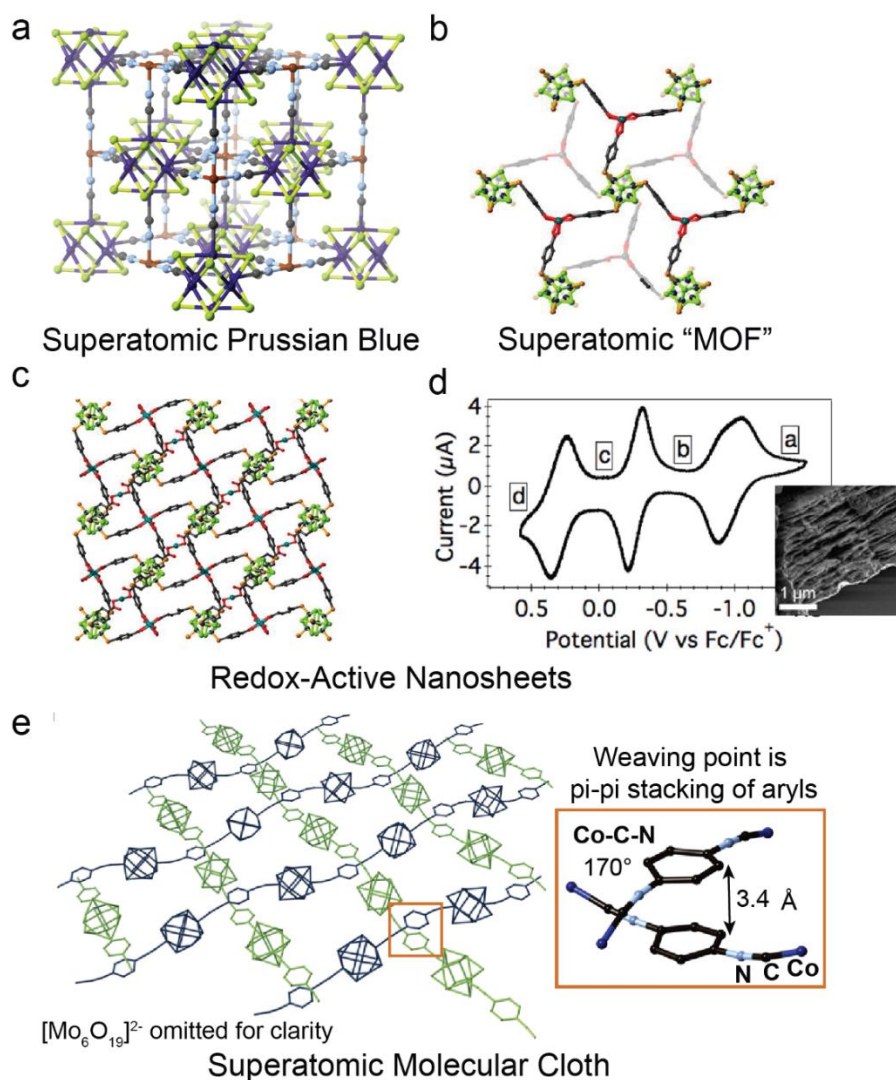 a
b
Superatomic Prussian Blue
Superatomic “MOF”
c
d
Current (µA)
4
2
0
-2
-4
d
c
b
a
0.5
0.0
-0.5
-1.0
Potential (V vs Fc/Fc⁺)
1 µm
Redox-Active Nanosheets
e
Weaving point is
pi-pi stacking of aryls
Co-C-N
170°
3.4 Å
N C Co
[Mo₆O₁₉]²⁻ omitted for clarity
Superatomic Molecular Cloth